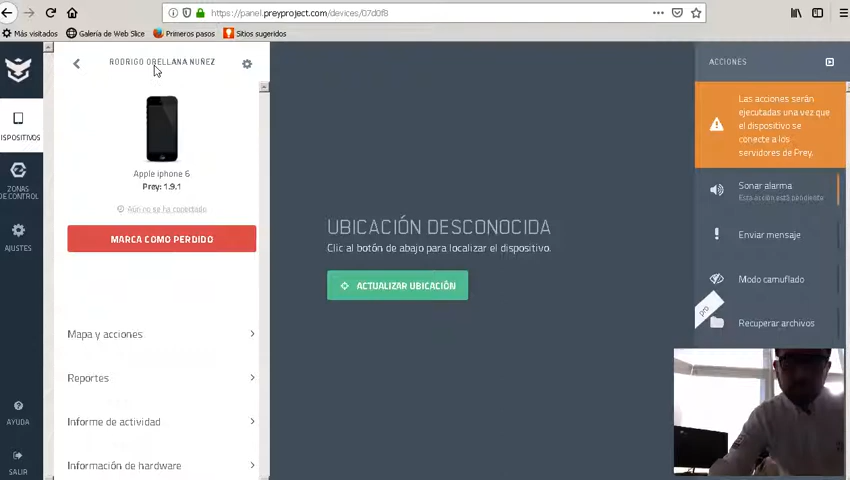 https://panel.preyproject.com/devices/07d0f8
Más visitados
Galeria de Web Slice
Primeros pasos
Sitios sugeridos
ISPOSITIVOS
ZONAS
DE CONTROL
AJUSTES
AYUDA
SALIR
RODRIGO ORELLANA NUÑEZ
Apple iphone 6
Prey: 1.9.1
Aún no se ha conectado
MARCA COMO PERDIDO
Mapa y acciones
Reportes
Informe de actividad
Información de hardware
UBICACIÓN DESCONOCIDA
Clic al botón de abajo para localizar el dispositivo.
ACTUALIZAR UBICACIÓN
ACCIONES
Las acciones serán
ejecutadas una vez que
el dispositivo se
conecte a los
servidores de Prey.
Sonar alarma
Esta acción está pendiente
Enviar mensaje
Modo camuflado
pro
Recuperar archivos